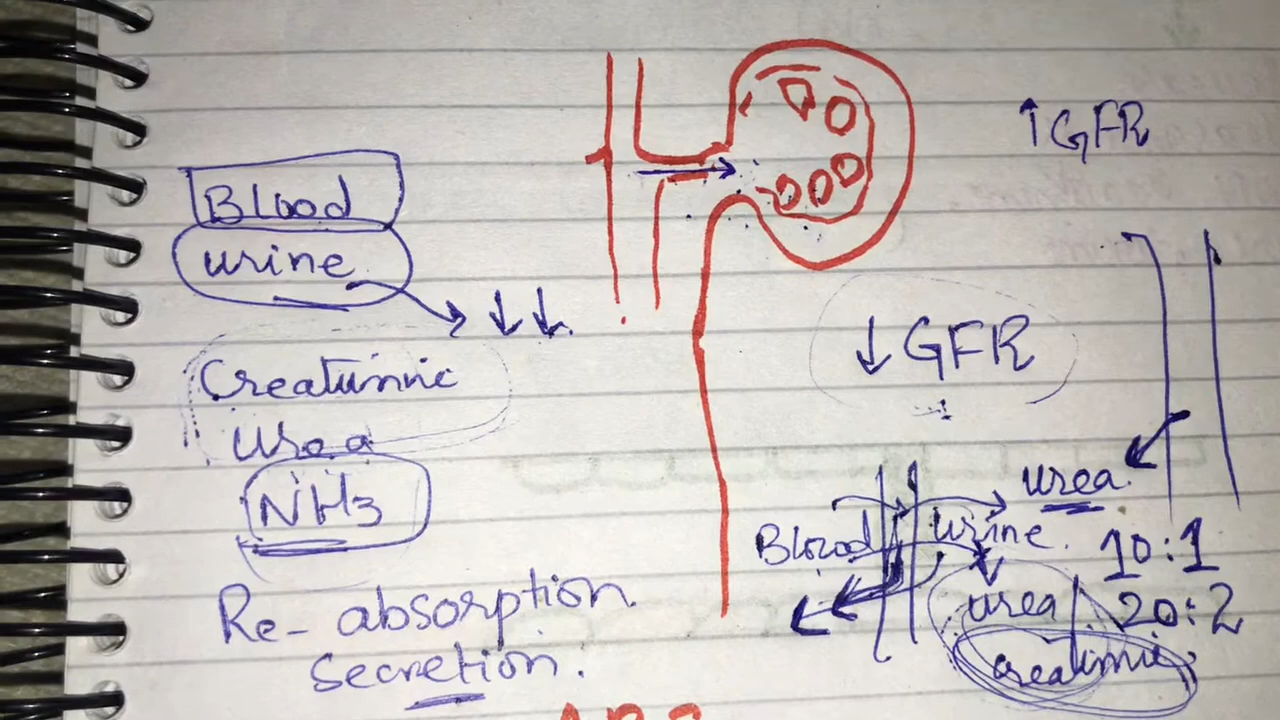 Blood
urine
↓↓
Creatinine
Urea
NH3
Re-absorption
secretion.
↑GFR
↓ GFR
urea.
Blood urine.
10:1
urea 20:2
creatinine